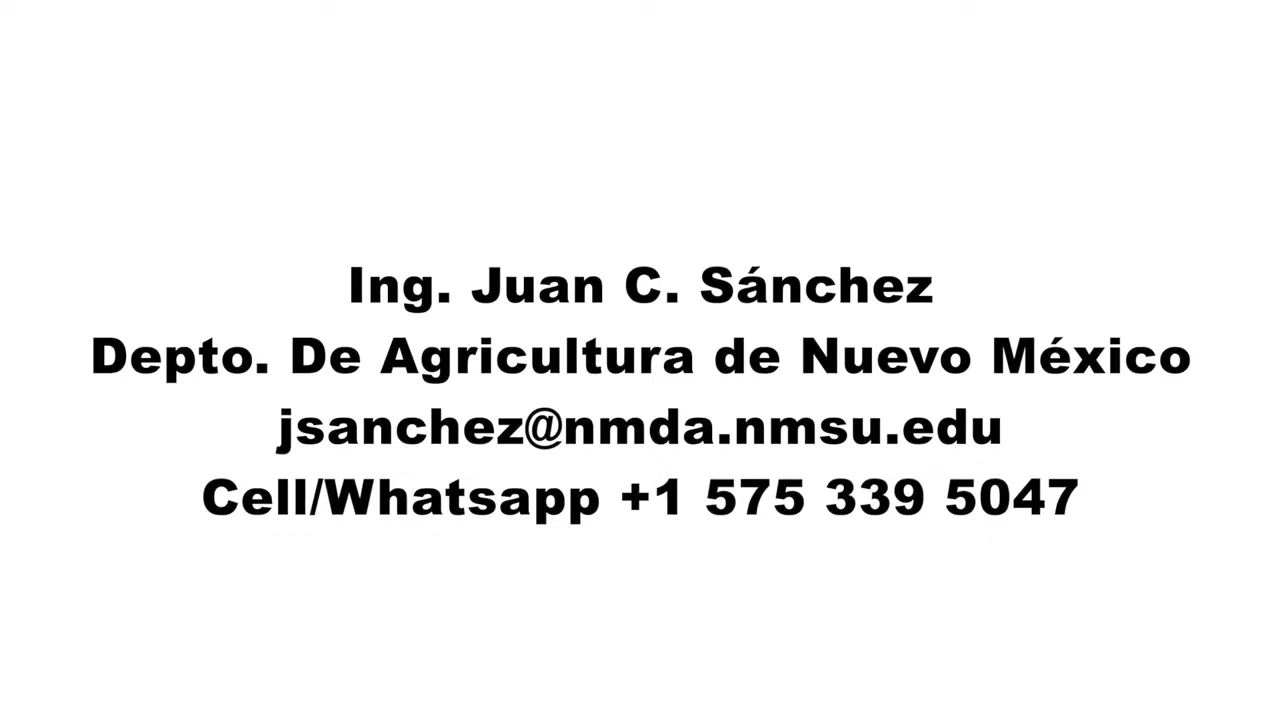 Ing. Juan C. Sánchez
Depto. De Agricultura de Nuevo México
jsanchez@nmda.nmsu.edu
Cell/Whatsapp +1 575 339 5047